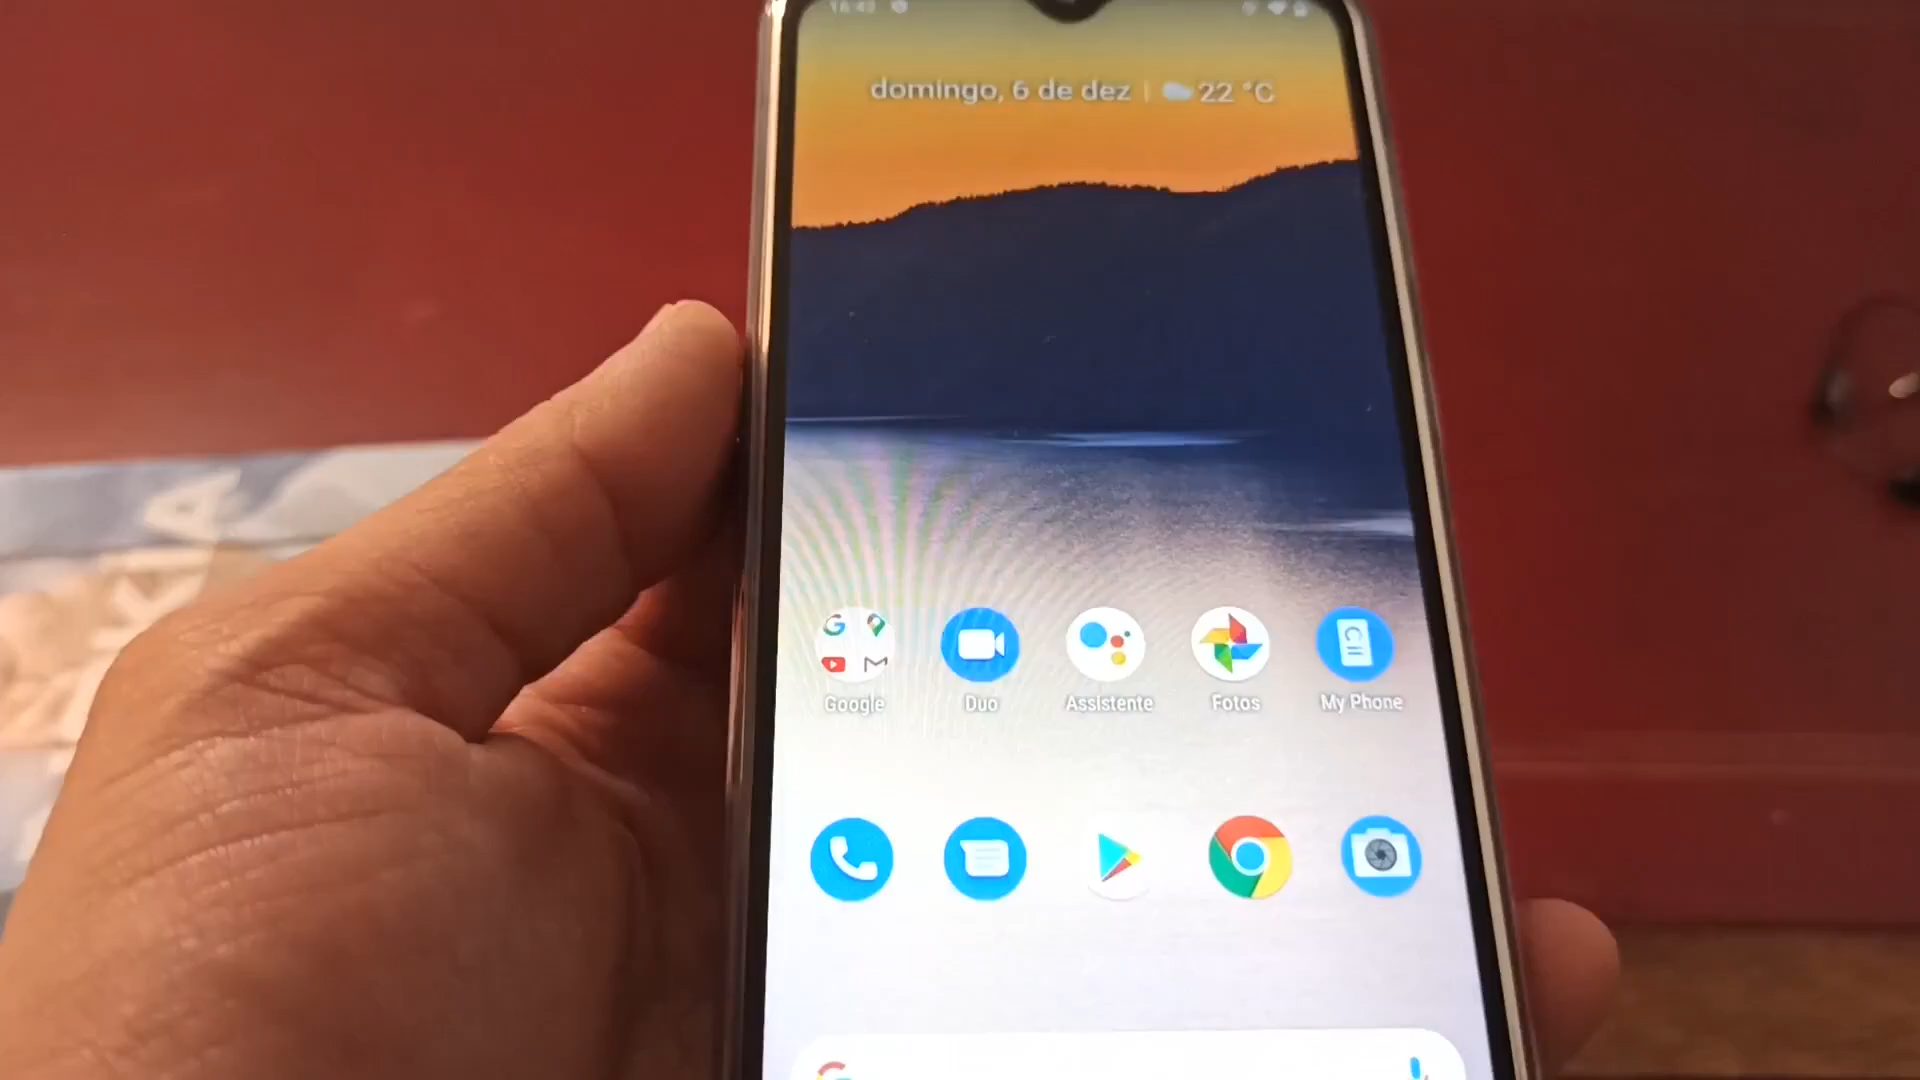 domingo, 6 de dez | 22 °C
Google
Duo
Assistente
Fotos
My Phone